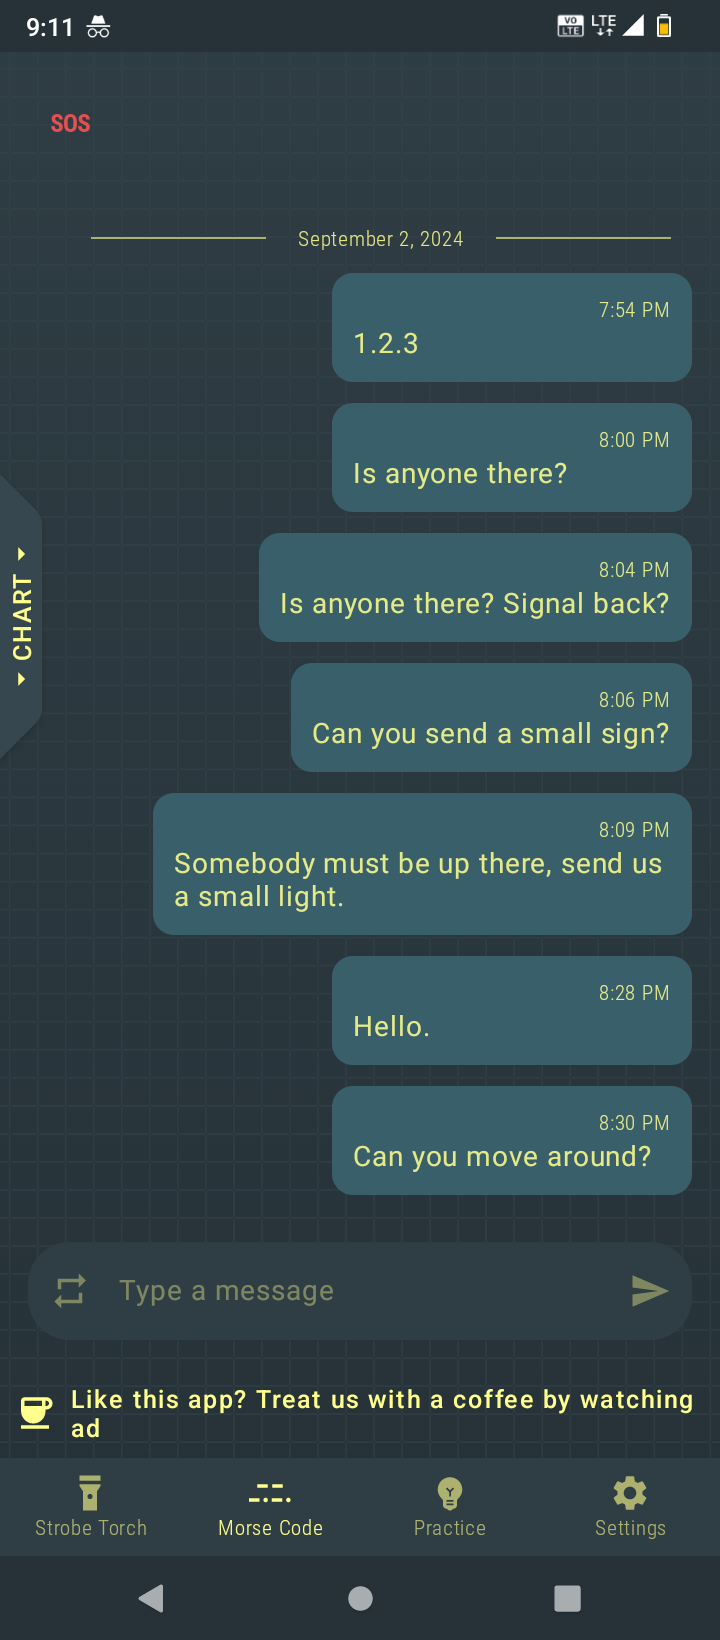 9:11
VO LTE
LTE
SOS
September 2, 2024
7:54 PM
1.2.3
8:00 PM
Is anyone there?
8:04 PM
Is anyone there? Signal back?
CHART
8:06 PM
Can you send a small sign?
8:09 PM
Somebody must be up there, send us
a small light.
8:28 PM
Hello.
8:30 PM
Can you move around?
Type a message
Like this app? Treat us with a coffee by watching
ad
Strobe Torch Morse Code Practice Settings